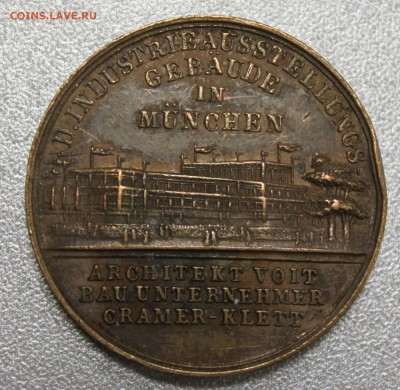 COINS.LAVE.RU
D. INDUSTRIEAUSSTELLUNGS-
GEBÄUDE
IN
MÜNCHEN
ARCHITEKT VOIT
BAU.UNTERNEHMER
CRAMER-KLETT